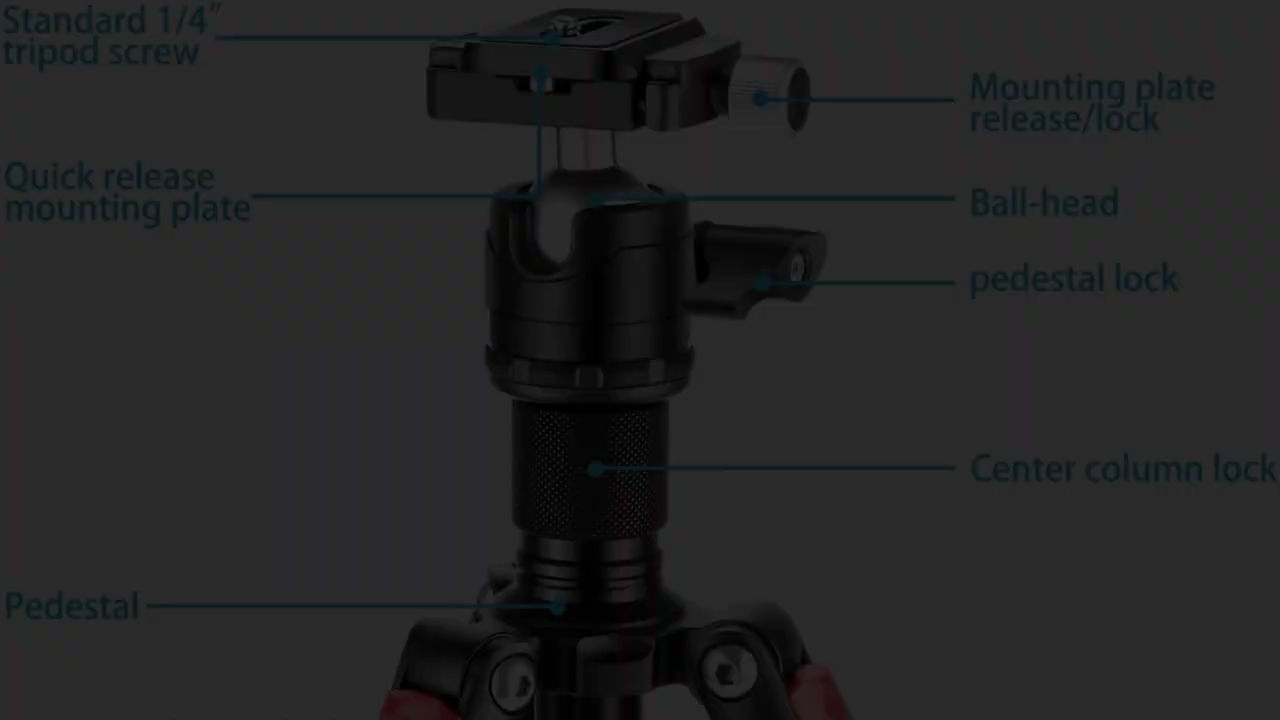 Standard 1/4"
tripod screw
Mounting plate
release/lock
Quick release
mounting plate
Ball-head
pedestal lock
Center column lock
Pedestal